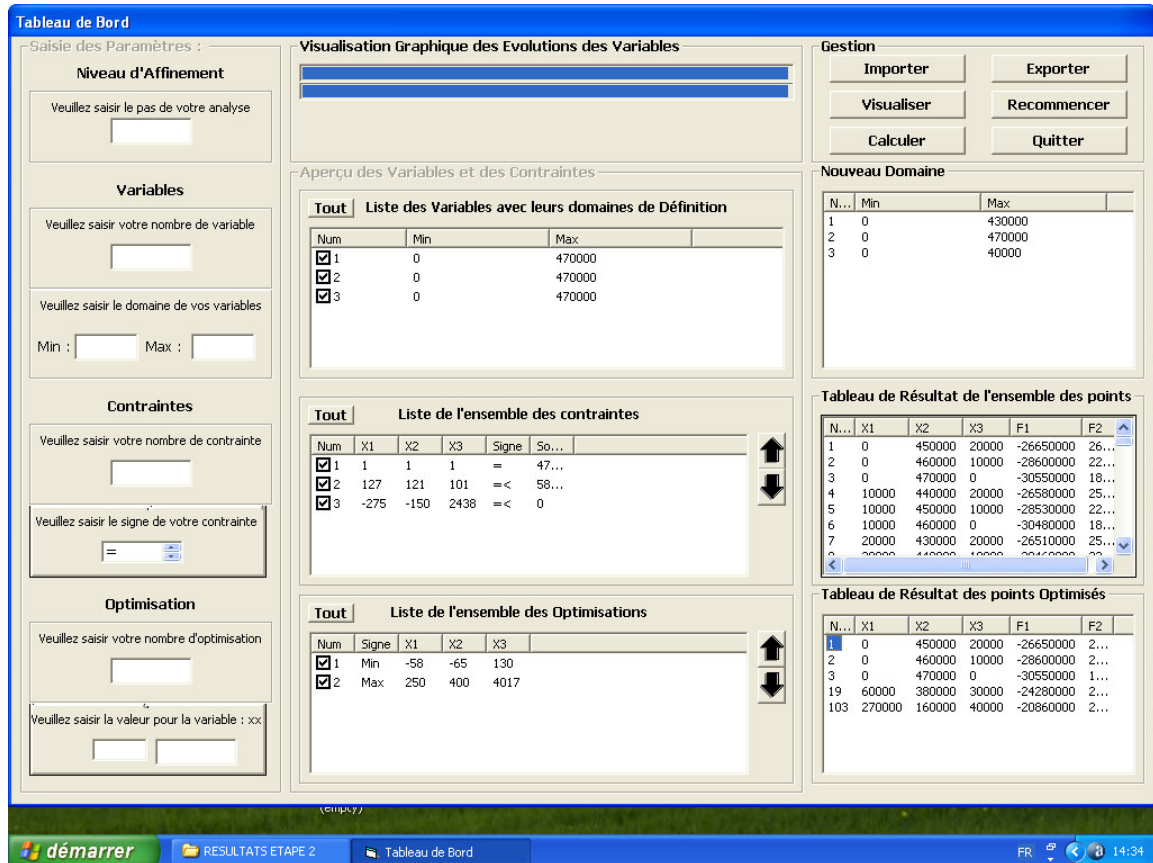 Tableau de Bord
Saisie des Paramètres :
Niveau d'Affinement
Veuillez saisir le pas de votre analyse
Variables
Veuillez saisir votre nombre de variable
Veuillez saisir le domaine de vos variables
Min : Max :
Contraintes
Veuillez saisir votre nombre de contrainte
Veuillez saisir le signe de votre contrainte
=
Optimisation
Veuillez saisir votre nombre d'optimisation
Veuillez saisir la valeur pour la variable : xx
Visualisation Graphique des Evolutions des Variables
Aperçu des Variables et des Contraintes
Tout Liste des Variables avec leurs domaines de Définition
Num Min Max
1 0 470000
2 0 470000
3 0 470000
Tout Liste de l'ensemble des contraintes
Num X1 X2 X3 Signe So...
1 1 1 1 = 47...
2 127 121 101 =< 58...
3 -275 -150 2438 =< 0
Tout Liste de l'ensemble des Optimisations
Num Signe X1 X2 X3
1 Min -58 -65 130
2 Max 250 400 4017
Gestion
Importer Exporter
Visualiser Recommencer
Calculer Quitter
Nouveau Domaine
N... Min Max
1 0 430000
2 0 470000
3 0 40000
Tableau de Résultat de l'ensemble des points
N... X1 X2 X3 F1 F2
1 0 450000 20000 -26650000 26...
2 0 460000 10000 -28600000 22...
3 0 470000 0 -30550000 18...
4 10000 440000 20000 -26580000 25...
5 10000 450000 10000 -28530000 22...
6 10000 460000 0 -30480000 18...
7 20000 430000 20000 -26510000 25...
Tableau de Résultat des points Optimisés
N... X1 X2 X3 F1 F2
1 0 450000 20000 -26650000 2...
2 0 460000 10000 -28600000 2...
3 0 470000 0 -30550000 1...
19 60000 380000 30000 -24280000 2...
103 270000 160000 40000 -20860000 2...
(empty)
démarrer RESULTATS ETAPE 2 Tableau de Bord FR 14:34